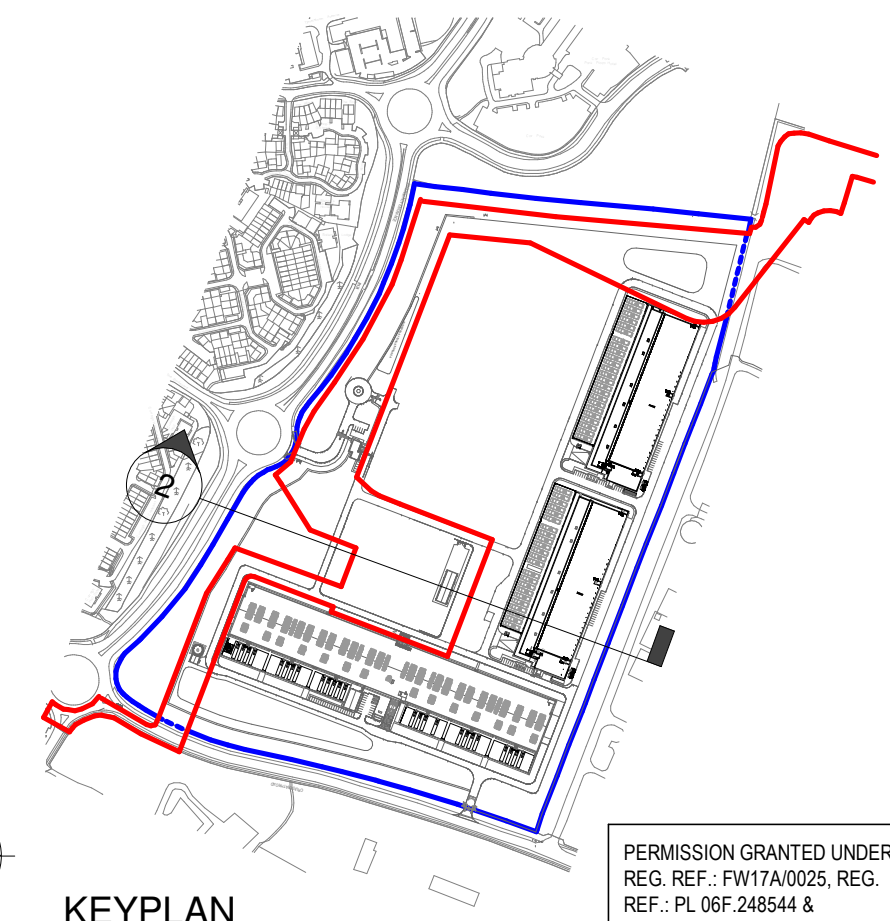 2
KEYPLAN
PERMISSION GRANTED UNDER
REG. REF.: FW17A/0025, REG.
REF.: PL 06F.248544 &